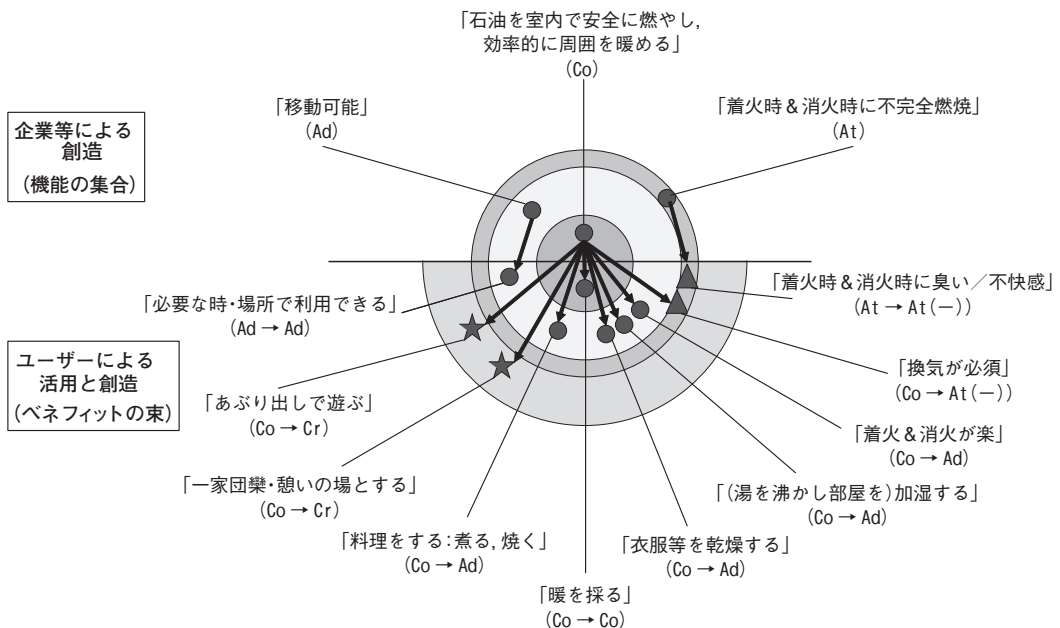 「石油を室内で安全に燃やし,
効率的に周囲を暖める」
(Co)
「移動可能」
(Ad)
「着火時&消火時に不完全燃焼」
(At)
企業等による
創造
(機能の集合)
「必要な時・場所で利用できる」
(Ad → Ad)
「着火時&消火時に臭い/不快感」
(At → At(-))
ユーザーによる
活用と創造
(ベネフィットの束)
「換気が必須」
(Co → At(-))
「あぶり出しで遊ぶ」
(Co → Cr)
「着火&消火が楽」
(Co → Ad)
「一家団欒・憩いの場とする」
(Co → Cr)
「(湯を沸かし部屋を)加湿する」
(Co → Ad)
「料理をする:煮る, 焼く」
(Co → Ad)
「衣服等を乾燥する」
(Co → Ad)
「暖を採る」
(Co → Co)